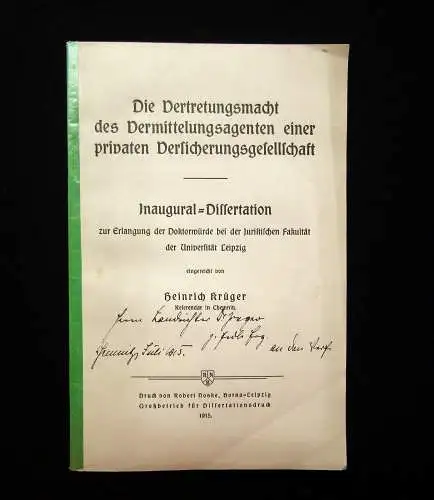 Die Vertretungsmacht
des Vermittelungsagenten einer
privaten Versicherungsgesellschaft
Inaugural=Dissertation
zur Erlangung der Doktorwürde bei der Juristischen Fakultät
der Universität Leipzig
eingereicht von
Heinrich Krüger
Referendar in Chemnitz
Herrn Landrichter
Chemnitz, Juli 1915.
Druck von Robert Noske, Borna-Leipzig
Großbetrieb für Dissertationsdruck
1915.